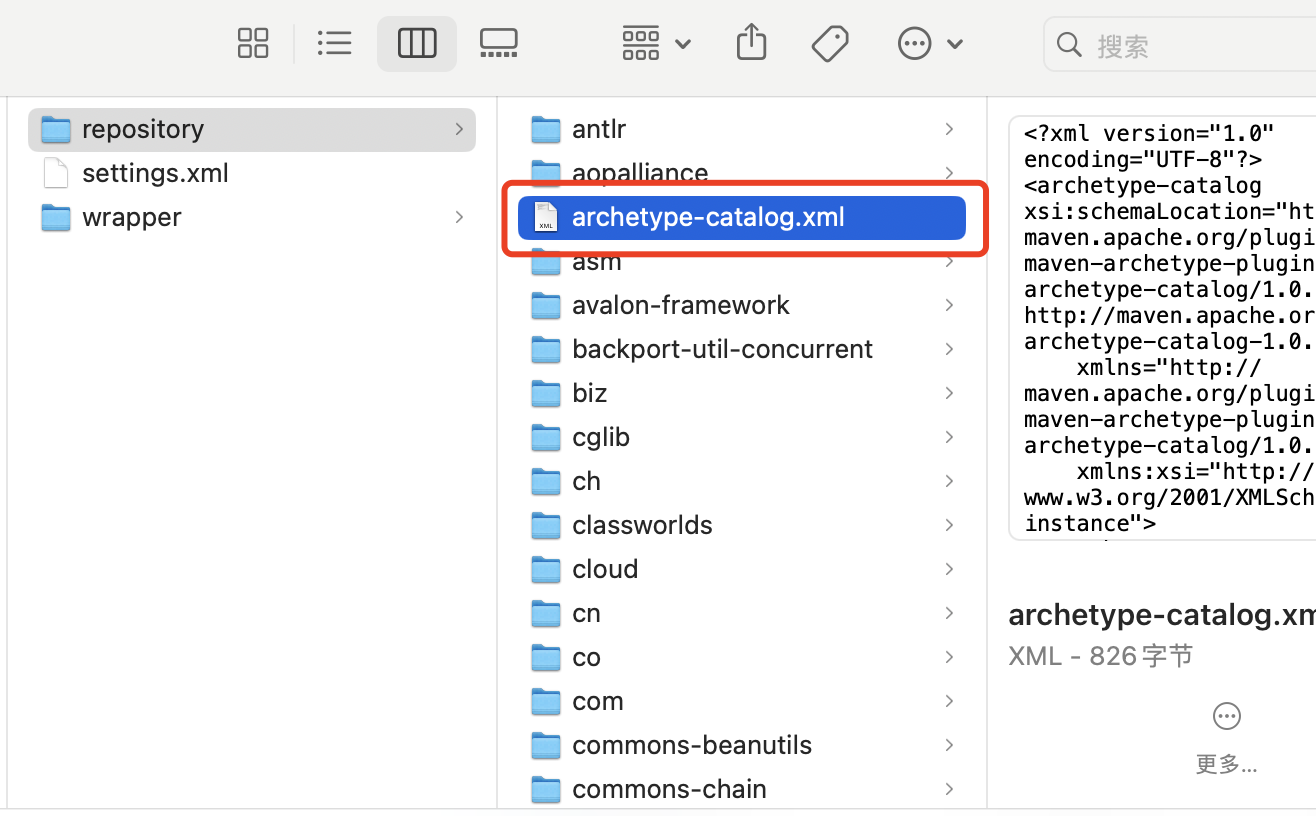 搜索
repository
settings.xml
wrapper
antlr
aopalliance
archetype-catalog.xml
asm
avalon-framework
backport-util-concurrent
biz
cglib
ch
classworlds
cloud
cn
co
com
commons-beanutils
commons-chain
<?xml version="1.0"
encoding="UTF-8"?>
<archetype-catalog
xsi:schemaLocation="ht
maven.apache.org/plugi
maven-archetype-plugin
archetype-catalog/1.0.
http://maven.apache.or
archetype-catalog-1.0.
xmlns="http://
maven.apache.org/plugi
maven-archetype-plugin
archetype-catalog/1.0.
xmlns:xsi="http://
www.w3.org/2001/XMLSch
instance">
archetype-catalog.xm
XML - 826字节
更多...